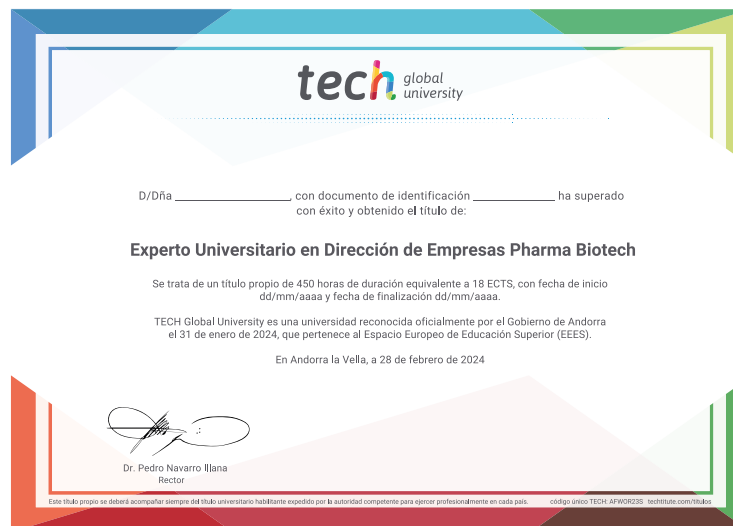 tech global university
D/Dña ____________________, con documento de identificación ______________ ha superado
con éxito y obtenido el título de:
Experto Universitario en Dirección de Empresas Pharma Biotech
Se trata de un título propio de 450 horas de duración equivalente a 18 ECTS, con fecha de inicio
dd/mm/aaaa y fecha de finalización dd/mm/aaaa.
TECH Global University es una universidad reconocida oficialmente por el Gobierno de Andorra
el 31 de enero de 2024, que pertenece al Espacio Europeo de Educación Superior (EEES).
En Andorra la Vella, a 28 de febrero de 2024
Dr. Pedro Navarro Illana
Rector
Este título propio se deberá acompañar siempre del título universitario habilitante expedido por la autoridad competente para ejercer profesionalmente en cada país. código único TECH: AFWOR23S techtitute.com/titulos